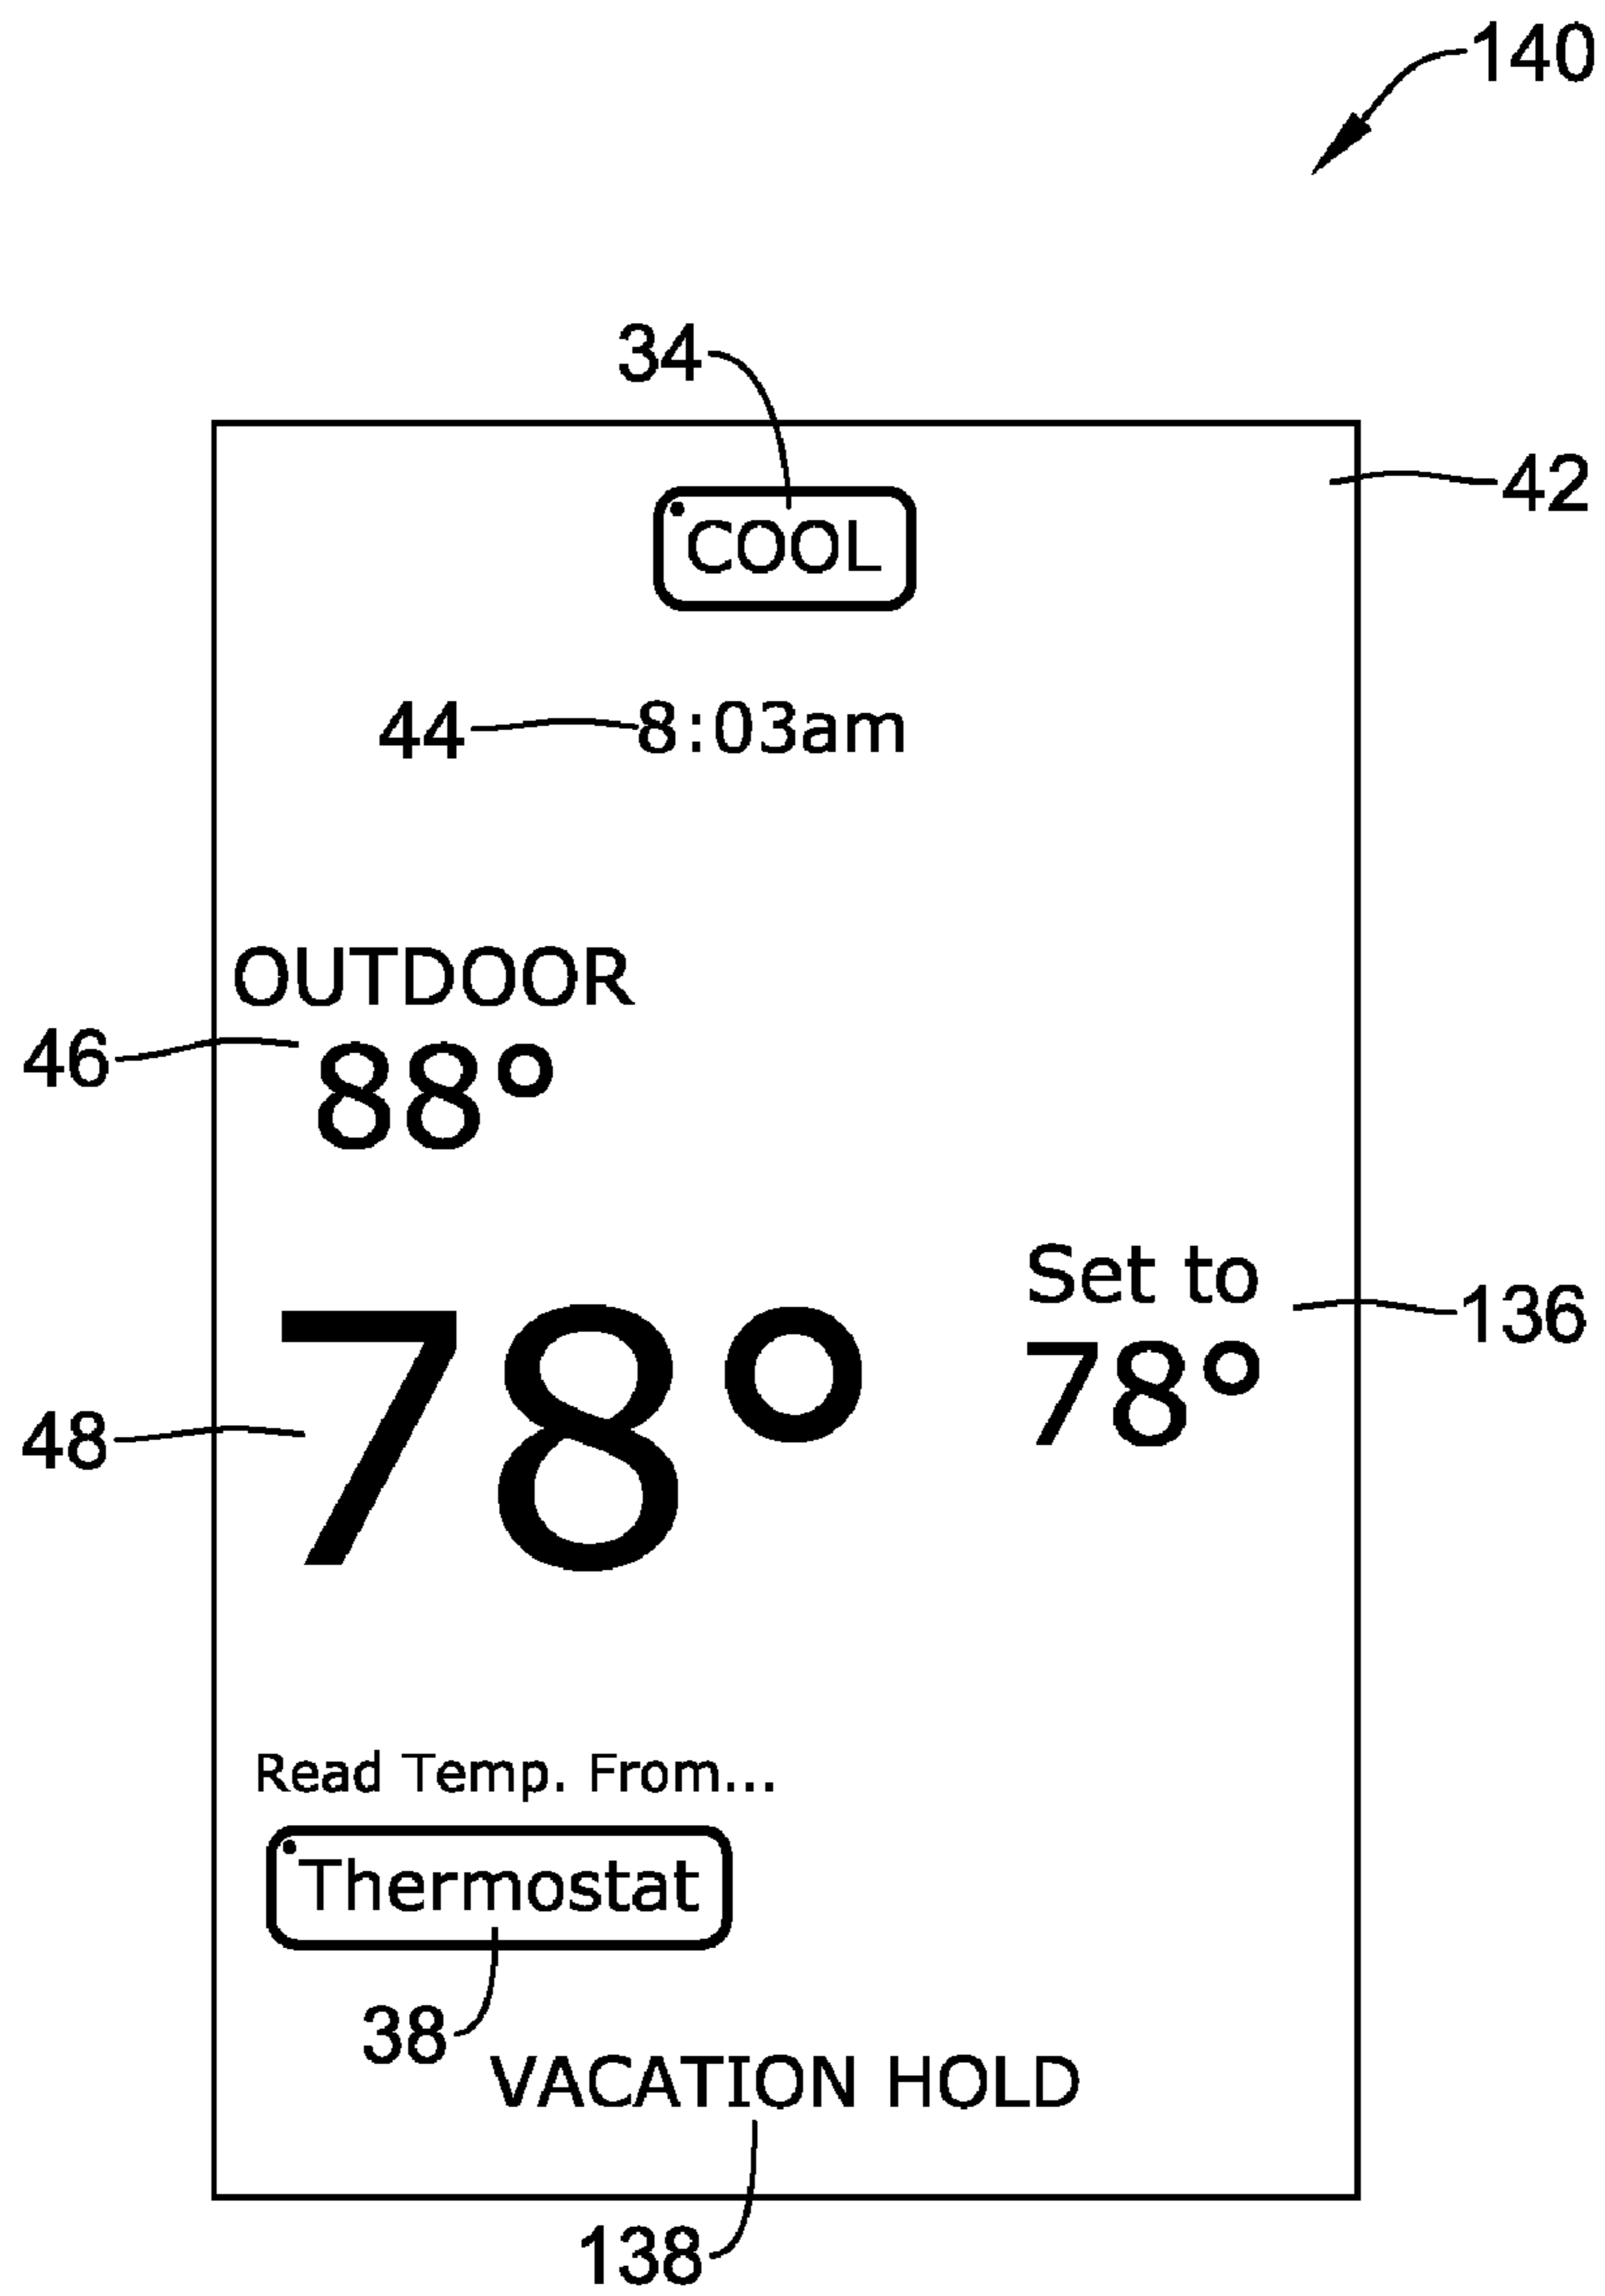 140
34
42
COOL
44 8:03am
OUTDOOR
46 88°
Set to
136
78° 78°
48
Read Temp. From...
Thermostat
38
VACATION HOLD
138